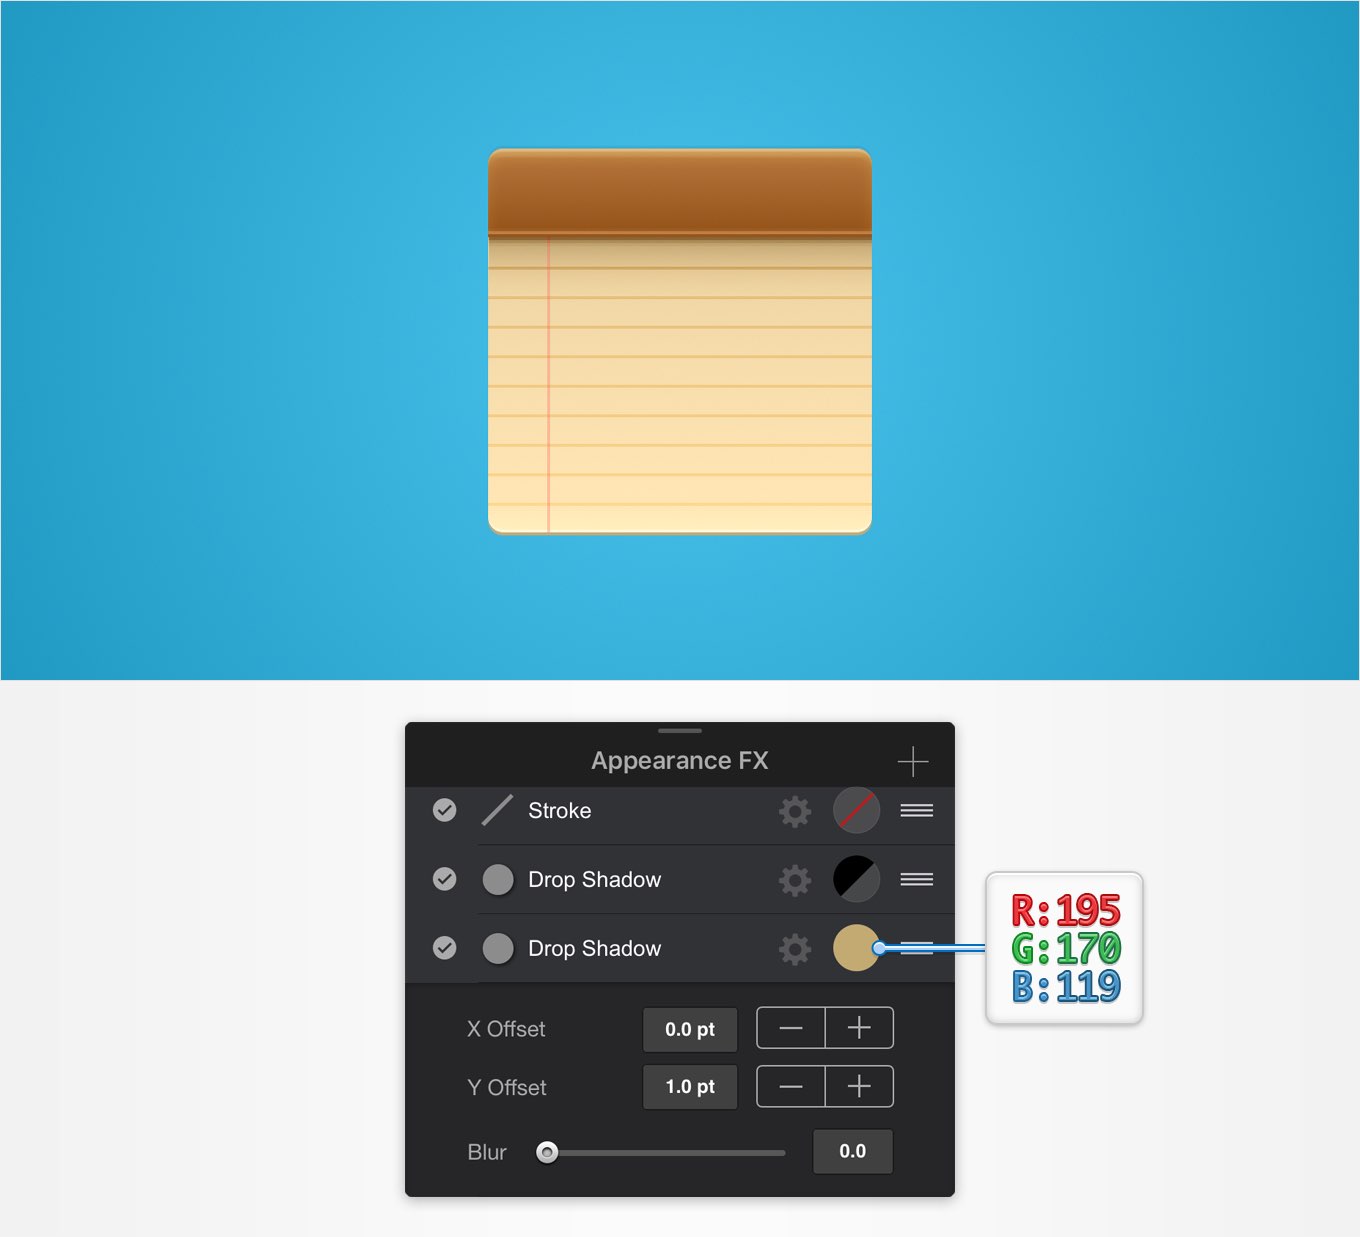 Appearance FX
Stroke
Drop Shadow
Drop Shadow
R:195
G:170
B:119
X Offset 0.0 pt
Y Offset 1.0 pt
Blur 0.0